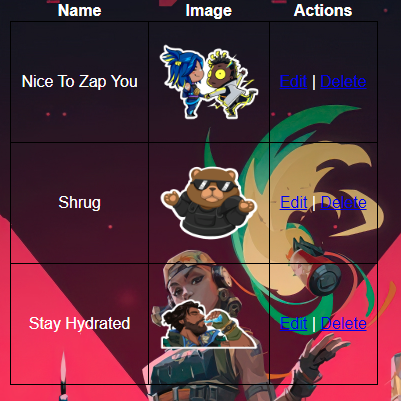 Name Image Actions
Nice To Zap You Edit | Delete
Shrug Edit | Delete
Stay Hydrated Edit | Delete